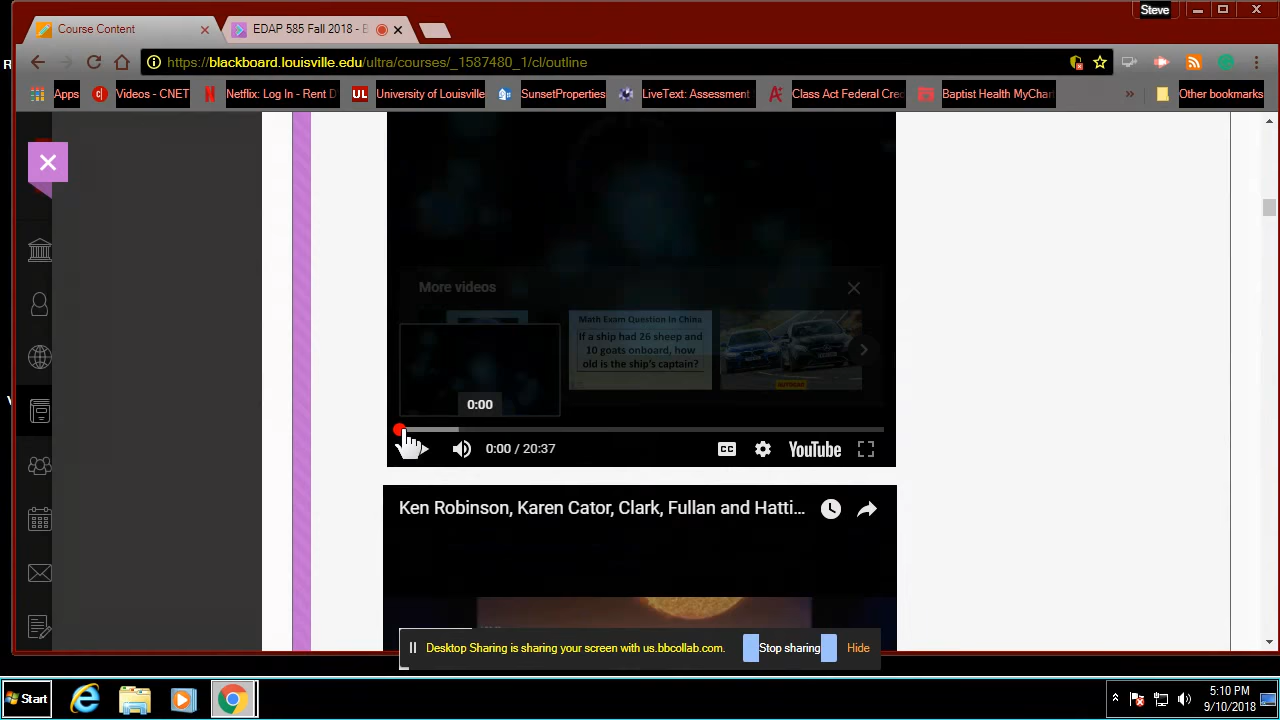 Steve
Course Content
EDAP 585 Fall 2018 - B
https://blackboard.louisville.edu/ultra/courses/_1587480_1/cl/outline
Apps
Videos - CNET
Netflix: Log In - Rent D
University of Louisville
SunsetProperties
LiveText: Assessment
Class Act Federal Cre
Baptist Health MyChar
»
Other bookmarks
More videos
Math Exam Question In China
If a ship had 26 sheep and
10 goats onboard, how
old is the ship's captain?
AUTOCAR
0:00
0:00 / 20:37
CC
YouTube
Ken Robinson, Karen Cator, Clark, Fullan and Hatti...
Desktop Sharing is sharing your screen with us.bbcollab.com.
Stop sharing
Hide
Start
5:10 PM
9/10/2018